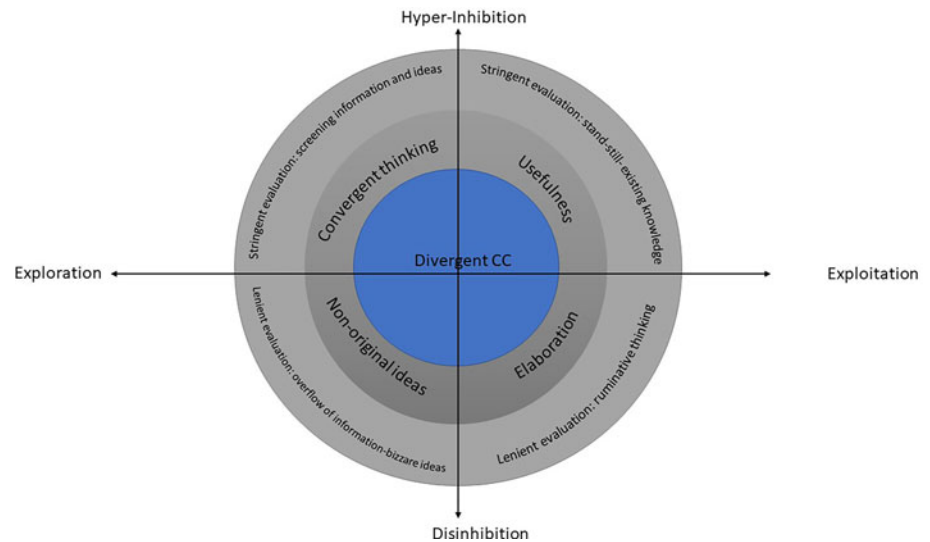 Hyper-Inhibition
Stringent evaluation: screening information and ideas
Stringent evaluation: stand-still-existing knowledge
Convergent thinking
Usefulness
Divergent CC
Exploration
Exploitation
Non-original ideas
Elaboration
Lenient evaluation: overflow of information-bizzare ideas
Lenient evaluation: ruminative thinking
Disinhibition